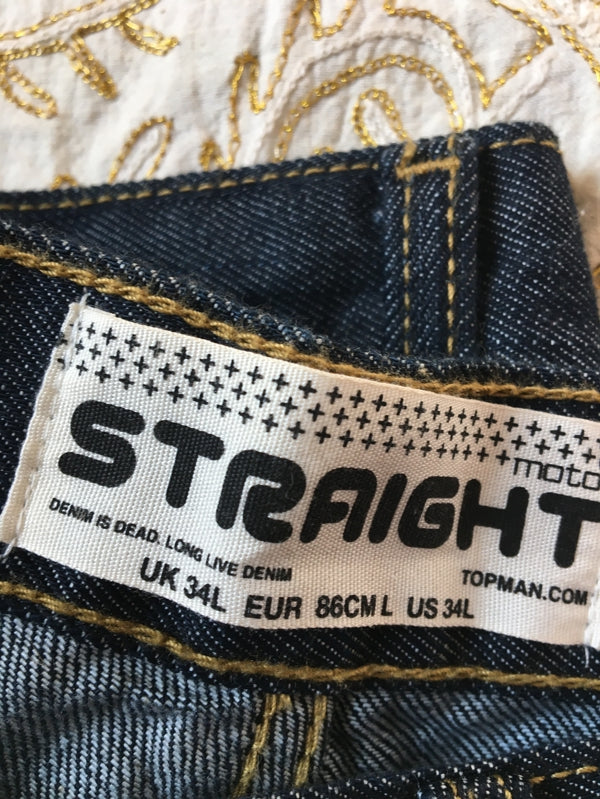 moto
STRAIGHT
DENIM IS DEAD. LONG LIVE DENIM
TOPMAN.COM
UK 34L EUR 86CM L US 34L